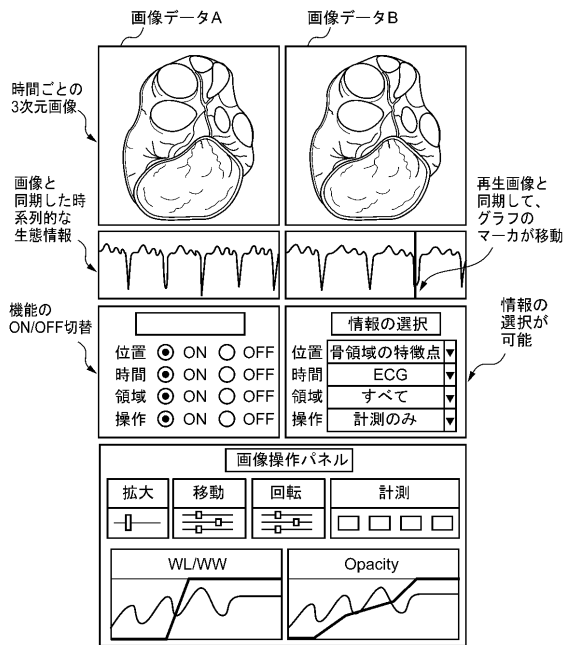 画像データA
画像データB
時間ごとの
3次元画像
画像と
同期した時
系列的な
生態情報
再生画像と
同期して、
グラフの
マーカが移動
機能の
ON/OFF切替
位置 ON OFF
時間 ON OFF
領域 ON OFF
操作 ON OFF
情報の選択
位置 骨領域の特徴点
時間 ECG
領域 すべて
操作 計測のみ
情報の
選択が
可能
画像操作パネル
拡大
移動
回転
計測
WL/WW
Opacity